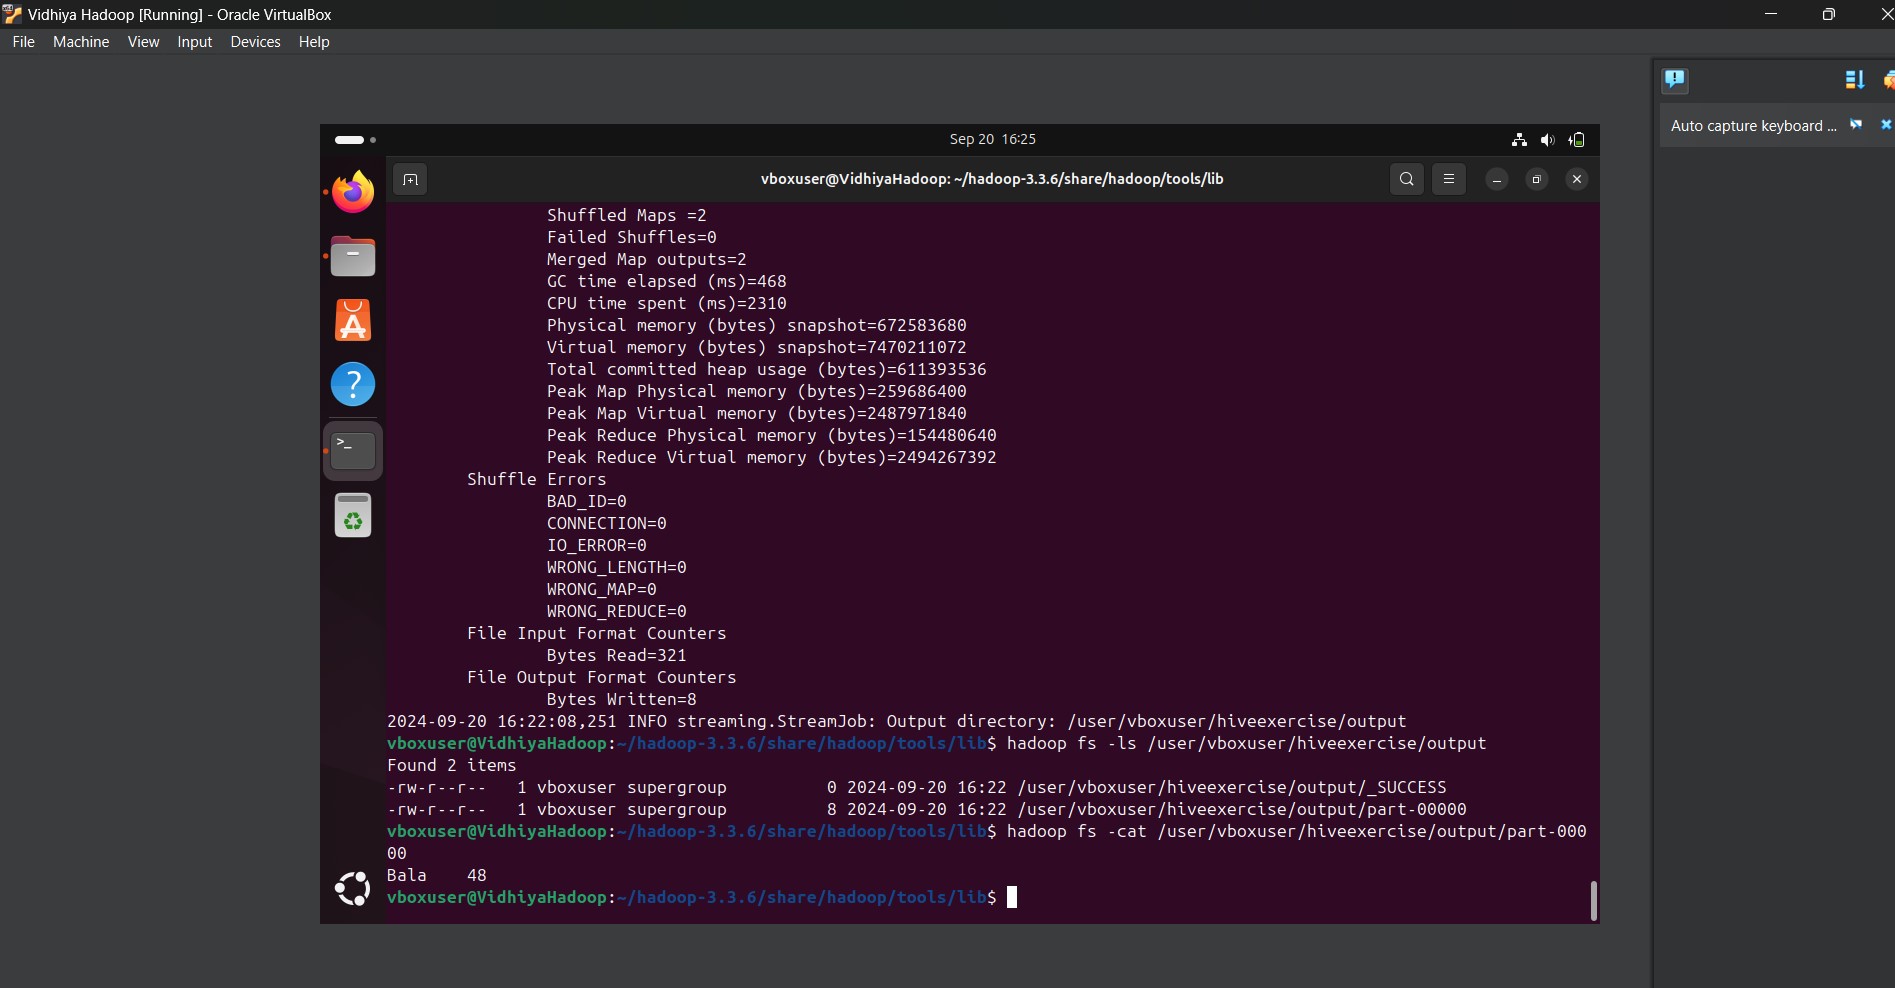 Vidhiya Hadoop [Running] - Oracle VirtualBox
File Machine View Input Devices Help
Auto capture keyboard ...
Sep 20 16:25
vboxuser@VidhiyaHadoop: ~/hadoop-3.3.6/share/hadoop/tools/lib
Shuffled Maps =2
Failed Shuffles=0
Merged Map outputs=2
GC time elapsed (ms)=468
CPU time spent (ms)=2310
Physical memory (bytes) snapshot=672583680
Virtual memory (bytes) snapshot=7470211072
Total committed heap usage (bytes)=611393536
Peak Map Physical memory (bytes)=259686400
Peak Map Virtual memory (bytes)=2487971840
Peak Reduce Physical memory (bytes)=154480640
Peak Reduce Virtual memory (bytes)=2494267392
Shuffle Errors
BAD_ID=0
CONNECTION=0
IO_ERROR=0
WRONG_LENGTH=0
WRONG_MAP=0
WRONG_REDUCE=0
File Input Format Counters
Bytes Read=321
File Output Format Counters
Bytes Written=8
2024-09-20 16:22:08,251 INFO streaming.StreamJob: Output directory: /user/vboxuser/hiveexercise/output
vboxuser@VidhiyaHadoop:~/hadoop-3.3.6/share/hadoop/tools/lib$ hadoop fs -ls /user/vboxuser/hiveexercise/output
Found 2 items
-rw-r--r-- 1 vboxuser supergroup 0 2024-09-20 16:22 /user/vboxuser/hiveexercise/output/_SUCCESS
-rw-r--r-- 1 vboxuser supergroup 8 2024-09-20 16:22 /user/vboxuser/hiveexercise/output/part-00000
vboxuser@VidhiyaHadoop:~/hadoop-3.3.6/share/hadoop/tools/lib$ hadoop fs -cat /user/vboxuser/hiveexercise/output/part-000
00
Bala 48
vboxuser@VidhiyaHadoop:~/hadoop-3.3.6/share/hadoop/tools/lib$